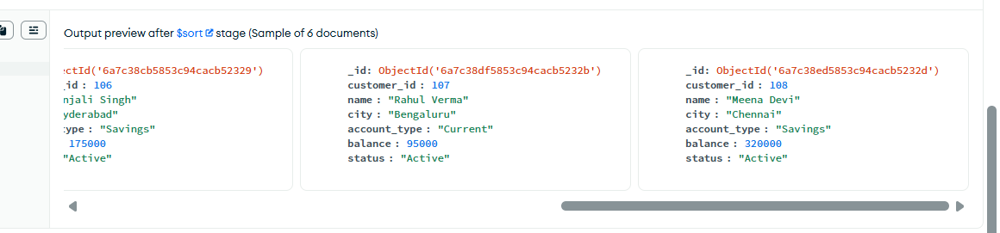 Output preview after $sort stage (Sample of 6 documents)
ectId('6a7c38cb5853c94cacb52329')
_id : 106
njali Singh"
yderabad"
ype : "Savings"
175000
"Active"
_id: ObjectId('6a7c38df5853c94cacb5232b')
customer_id : 107
name : "Rahul Verma"
city : "Bengaluru"
account_type : "Current"
balance : 95000
status : "Active"
_id: ObjectId('6a7c38ed5853c94cacb5232d')
customer_id : 108
name : "Meena Devi"
city : "Chennai"
account_type : "Savings"
balance : 320000
status : "Active"